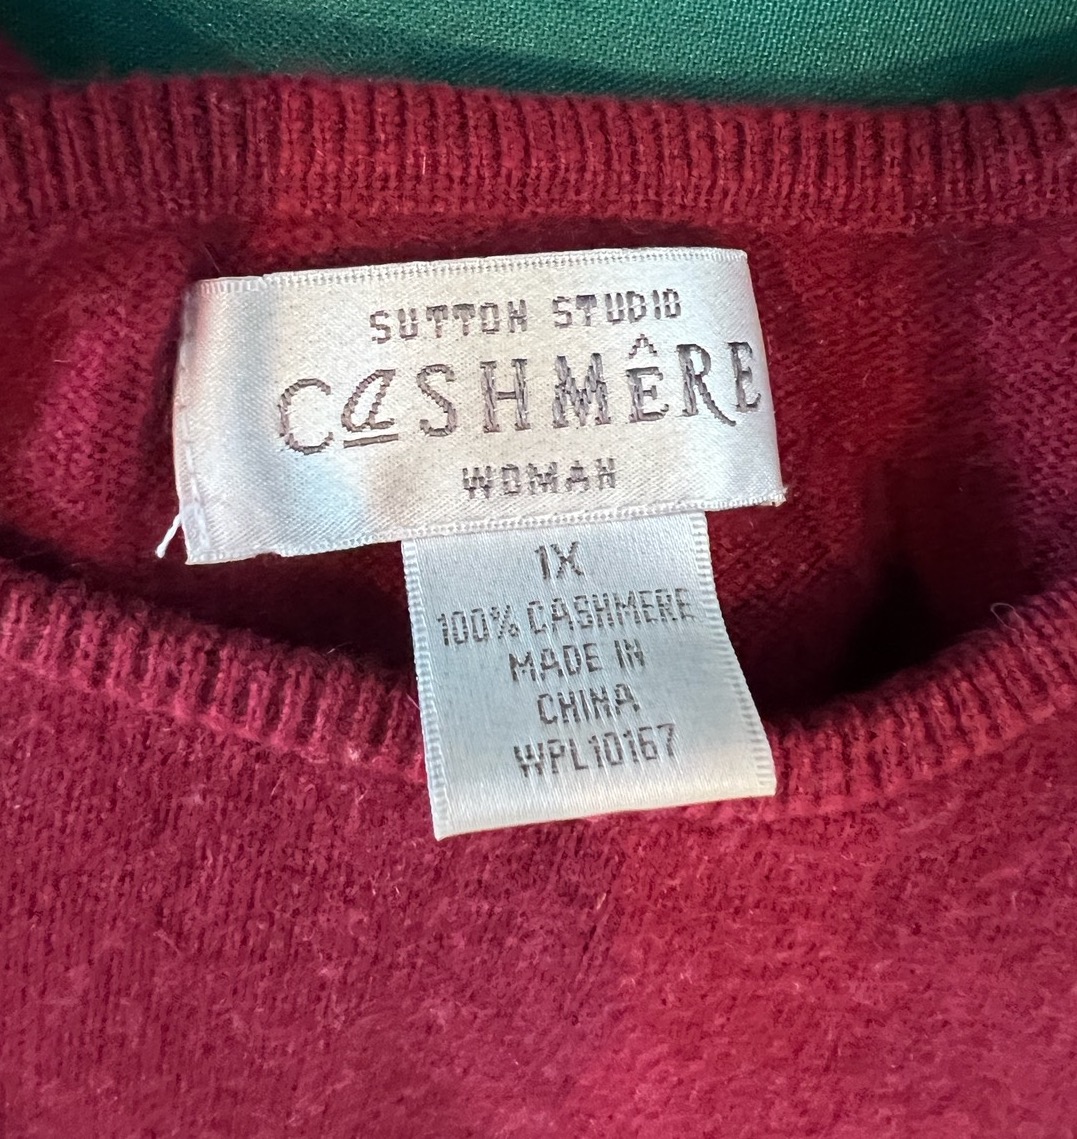 SUTTON STUDIO
CaSHMÊRE
WOMAN
1X
100% CASHMERE
MADE IN
CHINA
WPL10167